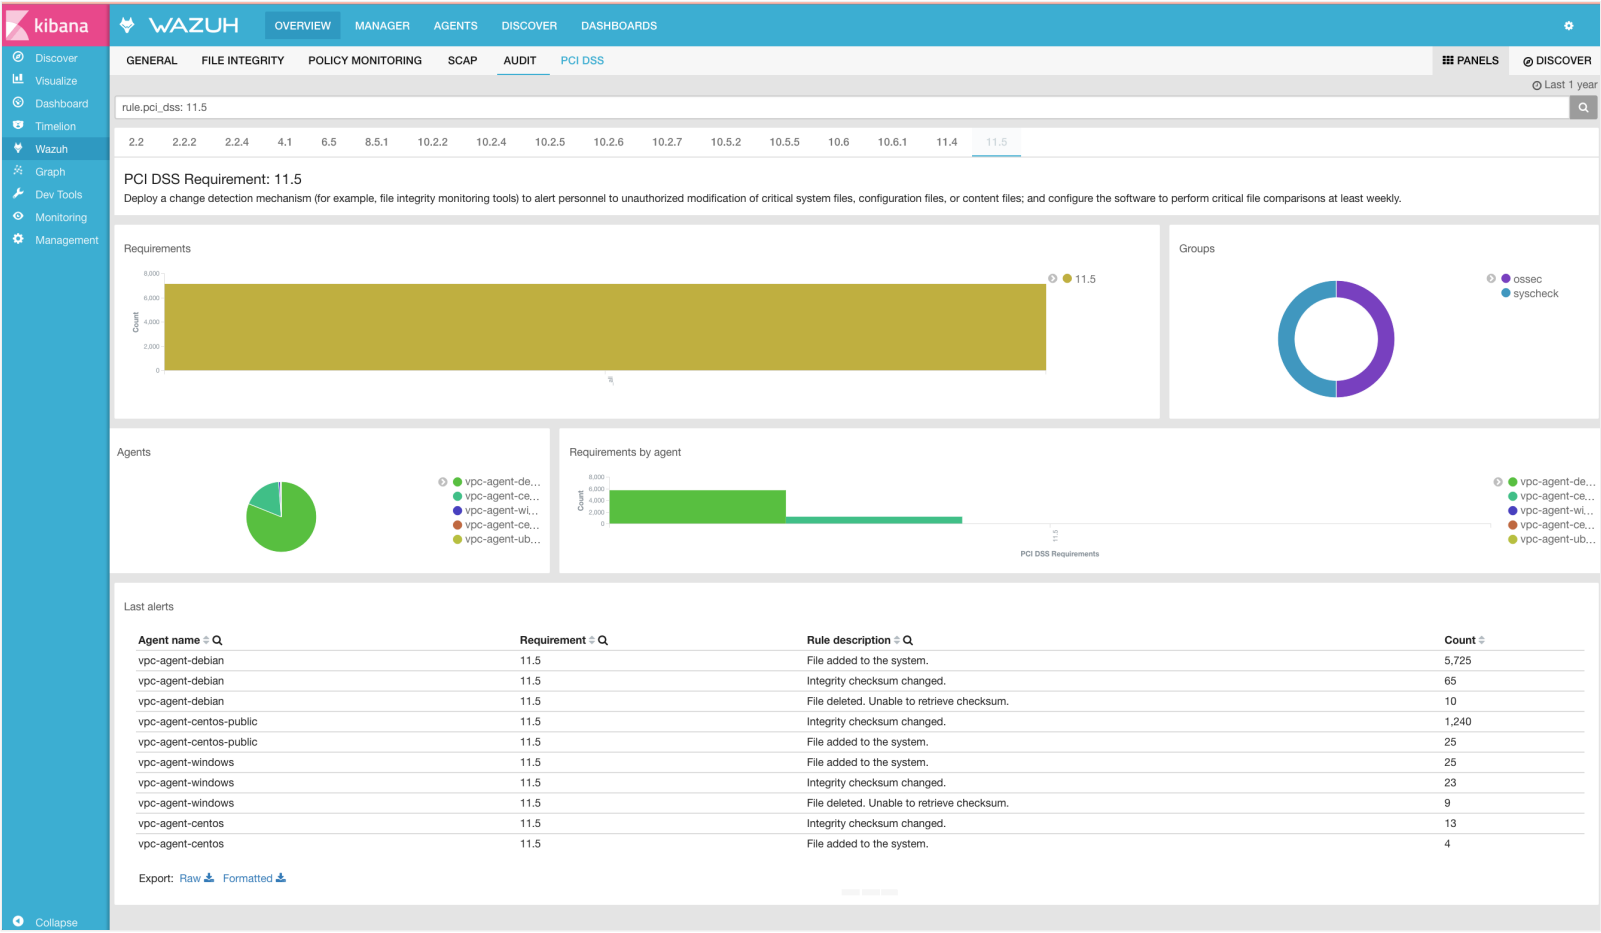 kibana
WAZUH OVERVIEW MANAGER AGENTS DISCOVER DASHBOARDS
Discover
Visualize
Dashboard
Timelion
Wazuh
Graph
Dev Tools
Monitoring
Management
Collapse
GENERAL FILE INTEGRITY POLICY MONITORING SCAP AUDIT PCI DSS PANELS DISCOVER
Last 1 year
rule.pci_dss: 11.5
2.2 2.2.2 2.2.4 4.1 6.5 8.5.1 10.2.2 10.2.4 10.2.5 10.2.6 10.2.7 10.5.2 10.5.5 10.6 10.6.1 11.4 11.5
PCI DSS Requirement: 11.5
Deploy a change detection mechanism (for example, file integrity monitoring tools) to alert personnel to unauthorized modification of critical system files, configuration files, or content files; and configure the software to perform critical file comparisons at least weekly.
Requirements
8,000
6,000
4,000
2,000
0
Count
11.5
Groups
ossec
syscheck
Agents
vpc-agent-de...
vpc-agent-ce...
vpc-agent-wi...
vpc-agent-ce...
vpc-agent-ub...
Requirements by agent
8,000
6,000
4,000
2,000
0
Count
11.5
PCI DSS Requirements
vpc-agent-de...
vpc-agent-ce...
vpc-agent-wi...
vpc-agent-ce...
vpc-agent-ub...
Last alerts
Agent name Requirement Rule description Count
vpc-agent-debian 11.5 File added to the system. 5,725
vpc-agent-debian 11.5 Integrity checksum changed. 65
vpc-agent-debian 11.5 File deleted. Unable to retrieve checksum. 10
vpc-agent-centos-public 11.5 Integrity checksum changed. 1,240
vpc-agent-centos-public 11.5 File added to the system. 25
vpc-agent-windows 11.5 File added to the system. 25
vpc-agent-windows 11.5 Integrity checksum changed. 23
vpc-agent-windows 11.5 File deleted. Unable to retrieve checksum. 9
vpc-agent-centos 11.5 Integrity checksum changed. 13
vpc-agent-centos 11.5 File added to the system. 4
Export: Raw Formatted